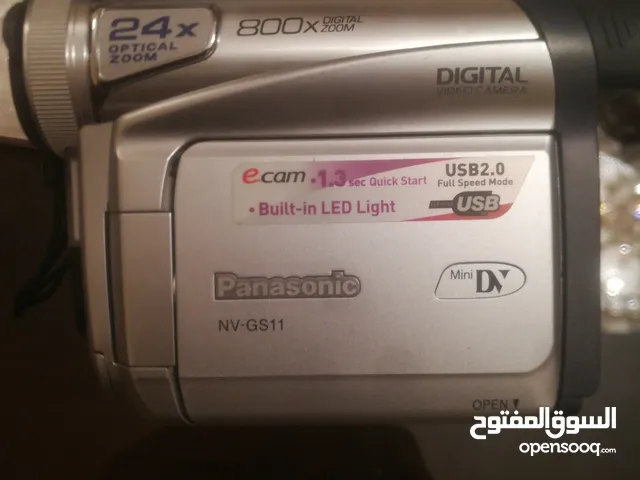 24x
OPTICAL
ZOOM
800x DIGITAL
ZOOM
DIGITAL
VIDEO CAMERA
ecam •1.3 sec Quick Start
• Built-in LED Light
USB2.0
Full Speed Mode
USB
Panasonic
Mini DV
NV-GS11
OPEN
السوق المفتوح
opensooq.com